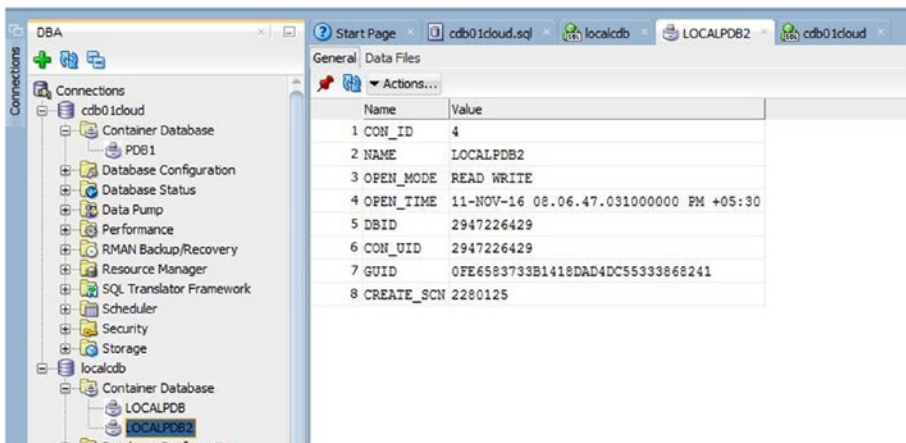 Connections
DBA
Connections
cdb01cloud
Container Database
PDB1
Database Configuration
Database Status
Data Pump
Performance
RMAN Backup/Recovery
Resource Manager
SQL Translator Framework
Scheduler
Security
Storage
localcdb
Container Database
LOCALPDB
LOCALPDB2
Start Page
cdb01cloud.sql
localcdb
LOCALPDB2
cdb01cloud
General Data Files
Actions...
Name Value
1 CON_ID 4
2 NAME LOCALPDB2
3 OPEN_MODE READ WRITE
4 OPEN_TIME 11-NOV-16 08.06.47.031000000 PM +05:30
5 DBID 2947226429
6 CON_UID 2947226429
7 GUID 0FE6583733B1418DAD4DC55333868241
8 CREATE_SCN 2280125